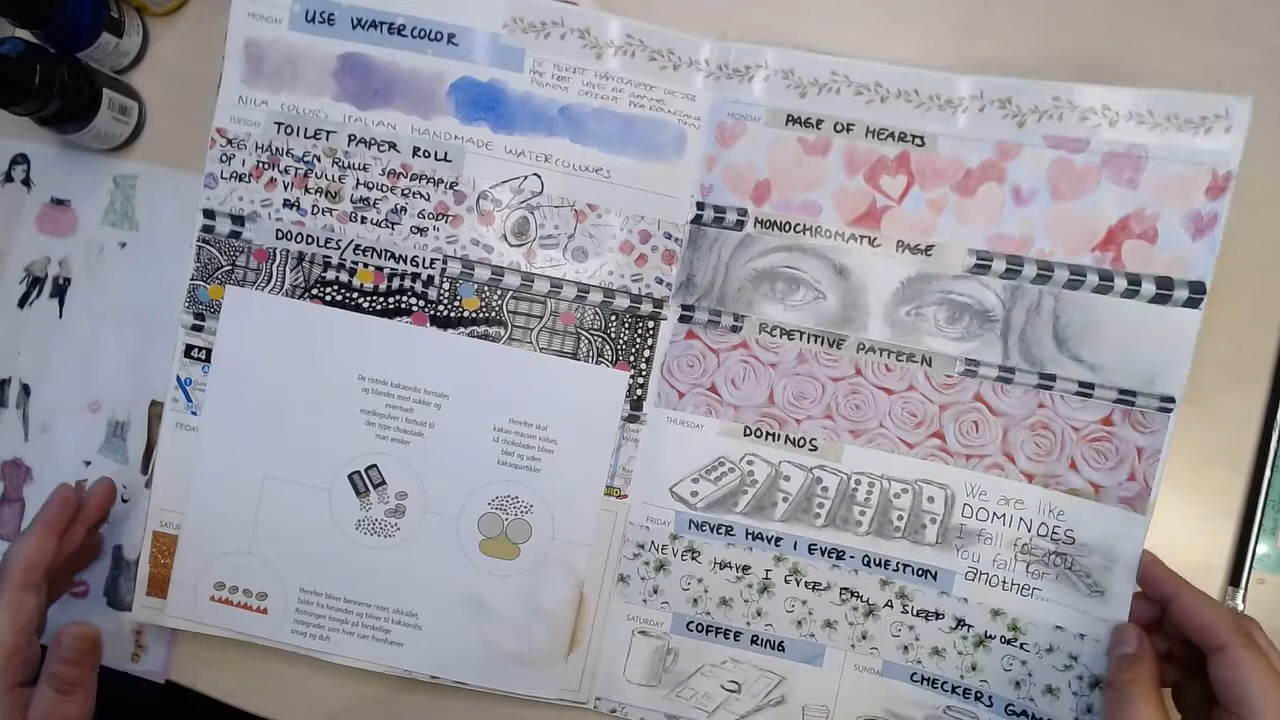 MONDAY
USE WATERCOLOR
NILA COLOR'S ITALIAN HANDMADE WATERCOLOURS
TUESDAY
TOILET PAPER ROLL
JEG HÆNG EN RULLE SANDPAPIR
OP I TOILETRULLE HOLDEREN
LARS: "VI KAN LIGE SÅ GODT
FÅ DET BRUGT OP"
DOODLES/EENTANGLE
44
FRIDAY
De ristede kakaonibs formales
og blandes med sukker og
eventuelt
mælkepulver i forhold til
den type chokolade,
man ønsker
Herefter skal
kakao-massen valses,
så chokoladen bliver
blød og uden
kakaopartikler
Herefter bliver bønnerne ristet, afskallet,
falder fra hinanden og bliver til kakaonibs.
Ristningen foregår på forskellige
ristegrader, som hver især fremhæver
smag og duft
MONDAY
PAGE OF HEARTS
MONOCHROMATIC PAGE
REPETITIVE PATTERN
THURSDAY
DOMINOS
We are like
DOMINOES
I fall for you
You fall for
another...
FRIDAY
NEVER HAVE I EVER- QUESTION
NEVER HAVE I EVER FALL A SLEEP AT WORK?
SATURDAY
COFFEE RING
CHECKERS GAME